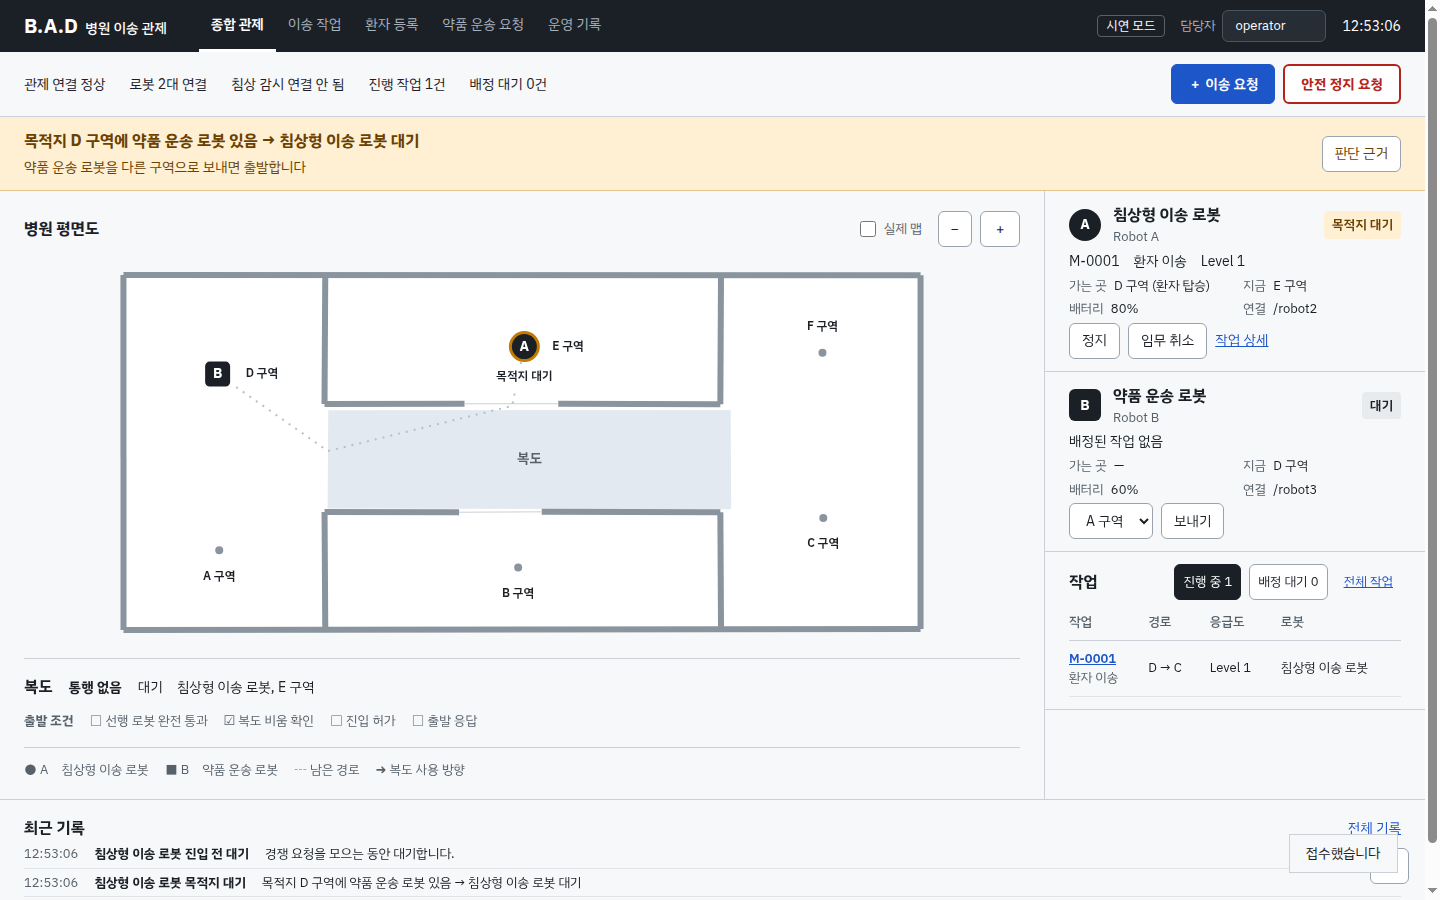 B.A.D 병원 이송 관제
종합 관제 이송 작업 환자 등록 약품 운송 요청 운영 기록
시연 모드 담당자 operator 12:53:06
관제 연결 정상 로봇 2대 연결 침상 감시 연결 안 됨 진행 작업 1건 배정 대기 0건
+ 이송 요청 안전 정지 요청
목적지 D 구역에 약품 운송 로봇 있음 → 침상형 이송 로봇 대기
약품 운송 로봇을 다른 구역으로 보내면 출발합니다
판단 근거
병원 평면도
실제 맵 − +
F 구역
A E 구역
B D 구역
목적지 대기
복도
C 구역
A 구역
B 구역
복도 통행 없음 대기 침상형 이송 로봇, E 구역
출발 조건 ☐ 선행 로봇 완전 통과 ☑ 복도 비움 확인 ☐ 진입 허가 ☐ 출발 응답
● A 침상형 이송 로봇 ■ B 약품 운송 로봇 --- 남은 경로 → 복도 사용 방향
A 침상형 이송 로봇
Robot A
목적지 대기
M-0001 환자 이송 Level 1
가는 곳 D 구역 (환자 탑승) 지금 E 구역
배터리 80% 연결 /robot2
정지 임무 취소 작업 상세
B 약품 운송 로봇
Robot B
대기
배정된 작업 없음
가는 곳 — 지금 D 구역
배터리 60% 연결 /robot3
A 구역 보내기
작업 진행 중 1 배정 대기 0 전체 작업
작업 경로 응급도 로봇
M-0001
환자 이송
D → C Level 1 침상형 이송 로봇
최근 기록 전체 기록
12:53:06 침상형 이송 로봇 진입 전 대기 경쟁 요청을 모으는 동안 대기합니다.
접수했습니다
12:53:06 침상형 이송 로봇 목적지 대기 목적지 D 구역에 약품 운송 로봇 있음 → 침상형 이송 로봇 대기